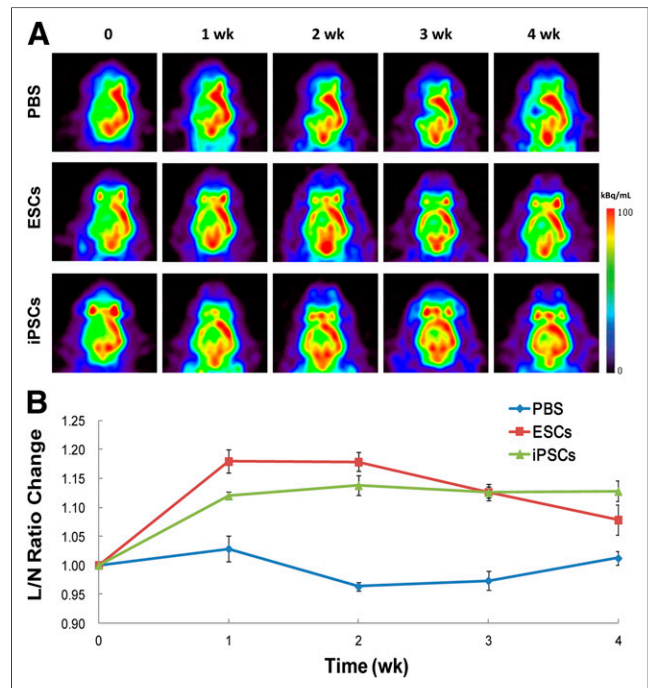 A
0 1 wk 2 wk 3 wk 4 wk
PBS
ESCs
iPSCs
kBq/mL
100
0
B
PBS
ESCs
iPSCs
L/N Ratio Change
1.25
1.20
1.15
1.10
1.05
1.00
0.95
0.90
0 1 2 3 4
Time (wk)